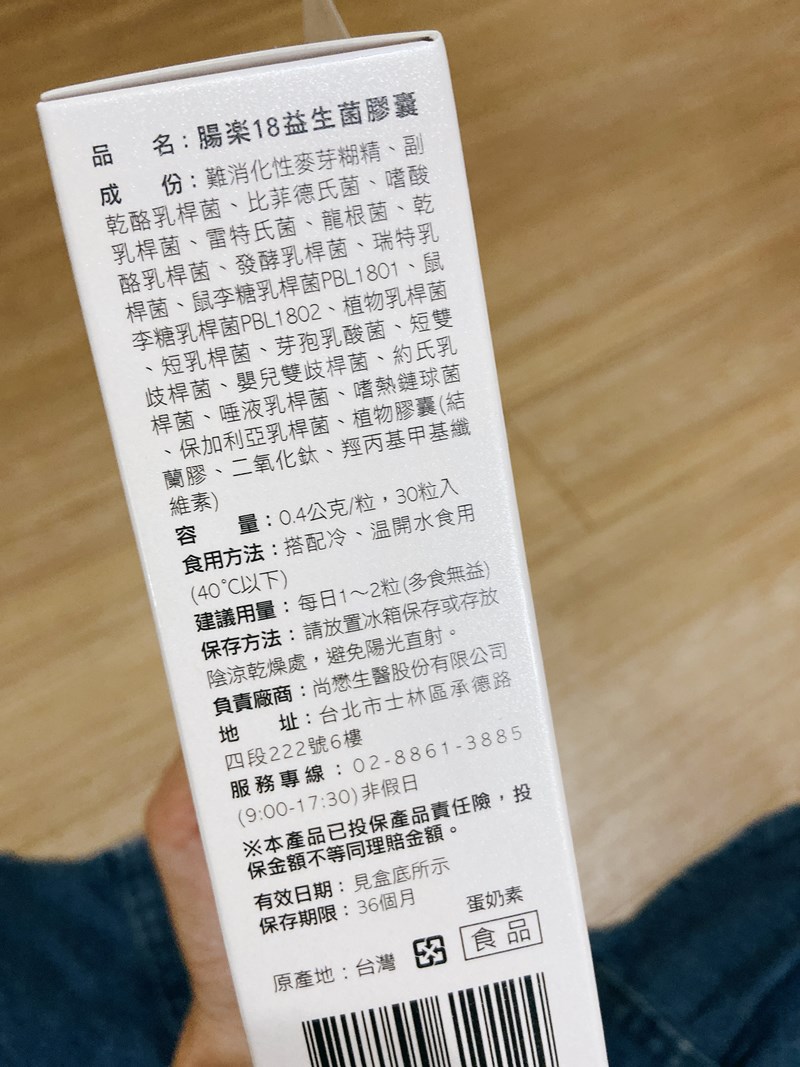 品　　名：腸楽18益生菌膠囊
成　　份：難消化性麥芽糊精、副
乾酪乳桿菌、比菲德氏菌、嗜酸
乳桿菌、雷特氏菌、龍根菌、乾
酪乳桿菌、發酵乳桿菌、瑞特乳
桿菌、鼠李糖乳桿菌PBL1801、鼠
李糖乳桿菌PBL1802、植物乳桿菌
、短乳桿菌、芽孢乳酸菌、短雙
歧桿菌、嬰兒雙歧桿菌、約氏乳
桿菌、唾液乳桿菌、嗜熱鏈球菌
、保加利亞乳桿菌、植物膠囊(結
蘭膠、二氧化鈦、羥丙基甲基纖
維素)
容　　量：0.4公克/粒，30粒入
食用方法：搭配冷、温開水食用
(40°C以下)
建議用量：每日1～2粒(多食無益)
保存方法：請放置冰箱保存或存放
陰涼乾燥處，避免陽光直射。
負責廠商：尚懋生醫股份有限公司
地　　址：台北市士林區承德路
四段222號6樓
服務專線：02-8861-3885
(9:00-17:30)非假日
※本產品已投保產品責任險，投
保金額不等同理賠金額。
有效日期：見盒底所示
保存期限：36個月
蛋奶素
原產地：台灣
食品